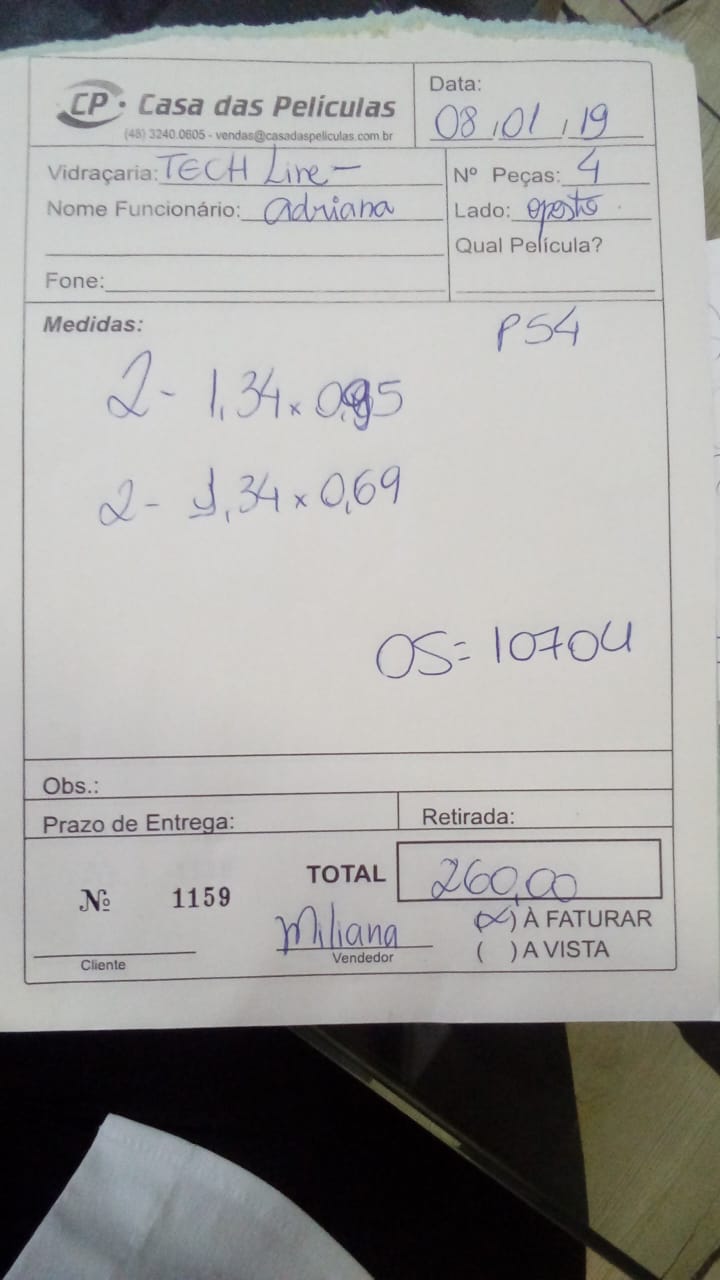 CP · Casa das Películas
(48) 3240.0605 - vendas@casadaspeliculas.com.br
Data:
08,01,19
Vidraçaria: TECH Line -
Nome Funcionário: Adriana
Fone:
Nº Peças: 4
Lado: oposto
Qual Película?
PS4
Medidas:
2 - 1,34 x
2 - 1,34 x 0,69
OS = 10704
Obs.:
Prazo de Entrega:
Retirada:
Nº 1159
TOTAL 260,00
Cliente
Miliana
Vendedor
(X) À FATURAR
( ) A VISTA